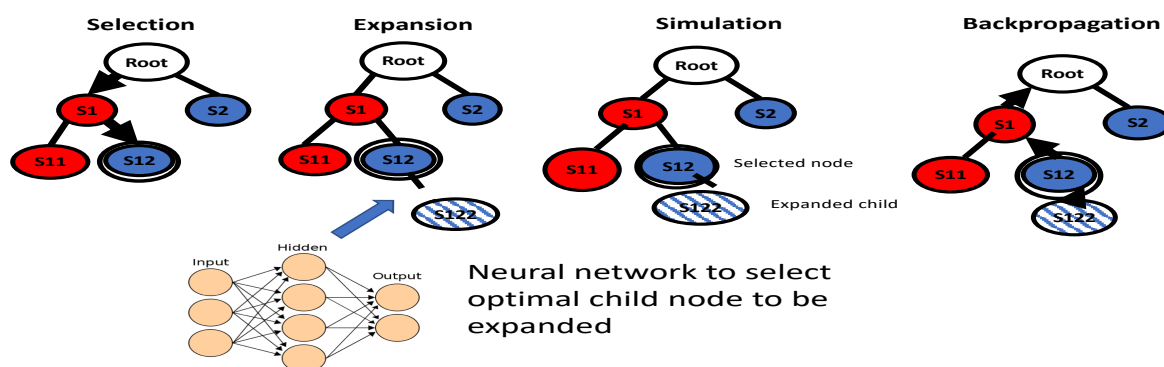 Selection
Expansion
Simulation
Backpropagation
Root
S1
S2
S11
S12
Root
S1
S2
S11
S12
S122
Root
S1
S2
S11
S12
Selected node
S122
Expanded child
Root
S1
S2
S11
S12
S122
Input
Hidden
Output
Neural network to select
optimal child node to be
expanded